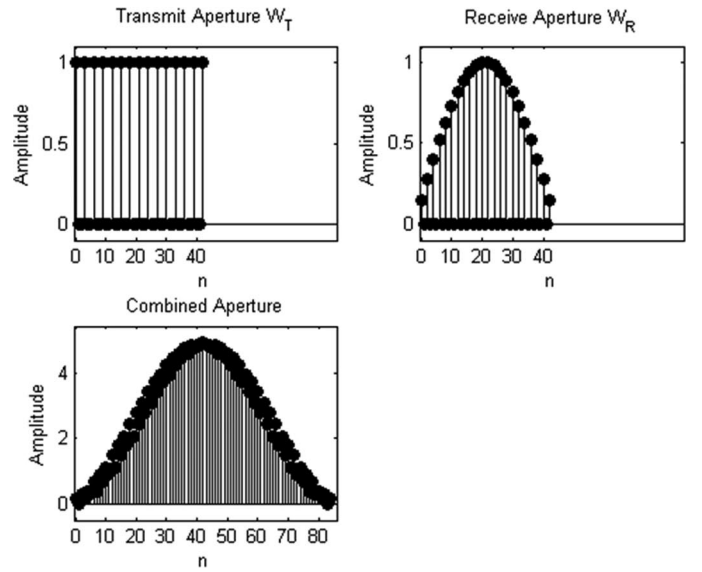 Transmit Aperture W_T
Amplitude
1
0.5
0
0 10 20 30 40
n
Receive Aperture W_R
Amplitude
1
0.5
0
0 10 20 30 40
n
Combined Aperture
Amplitude
4
2
0
0 10 20 30 40 50 60 70 80
n